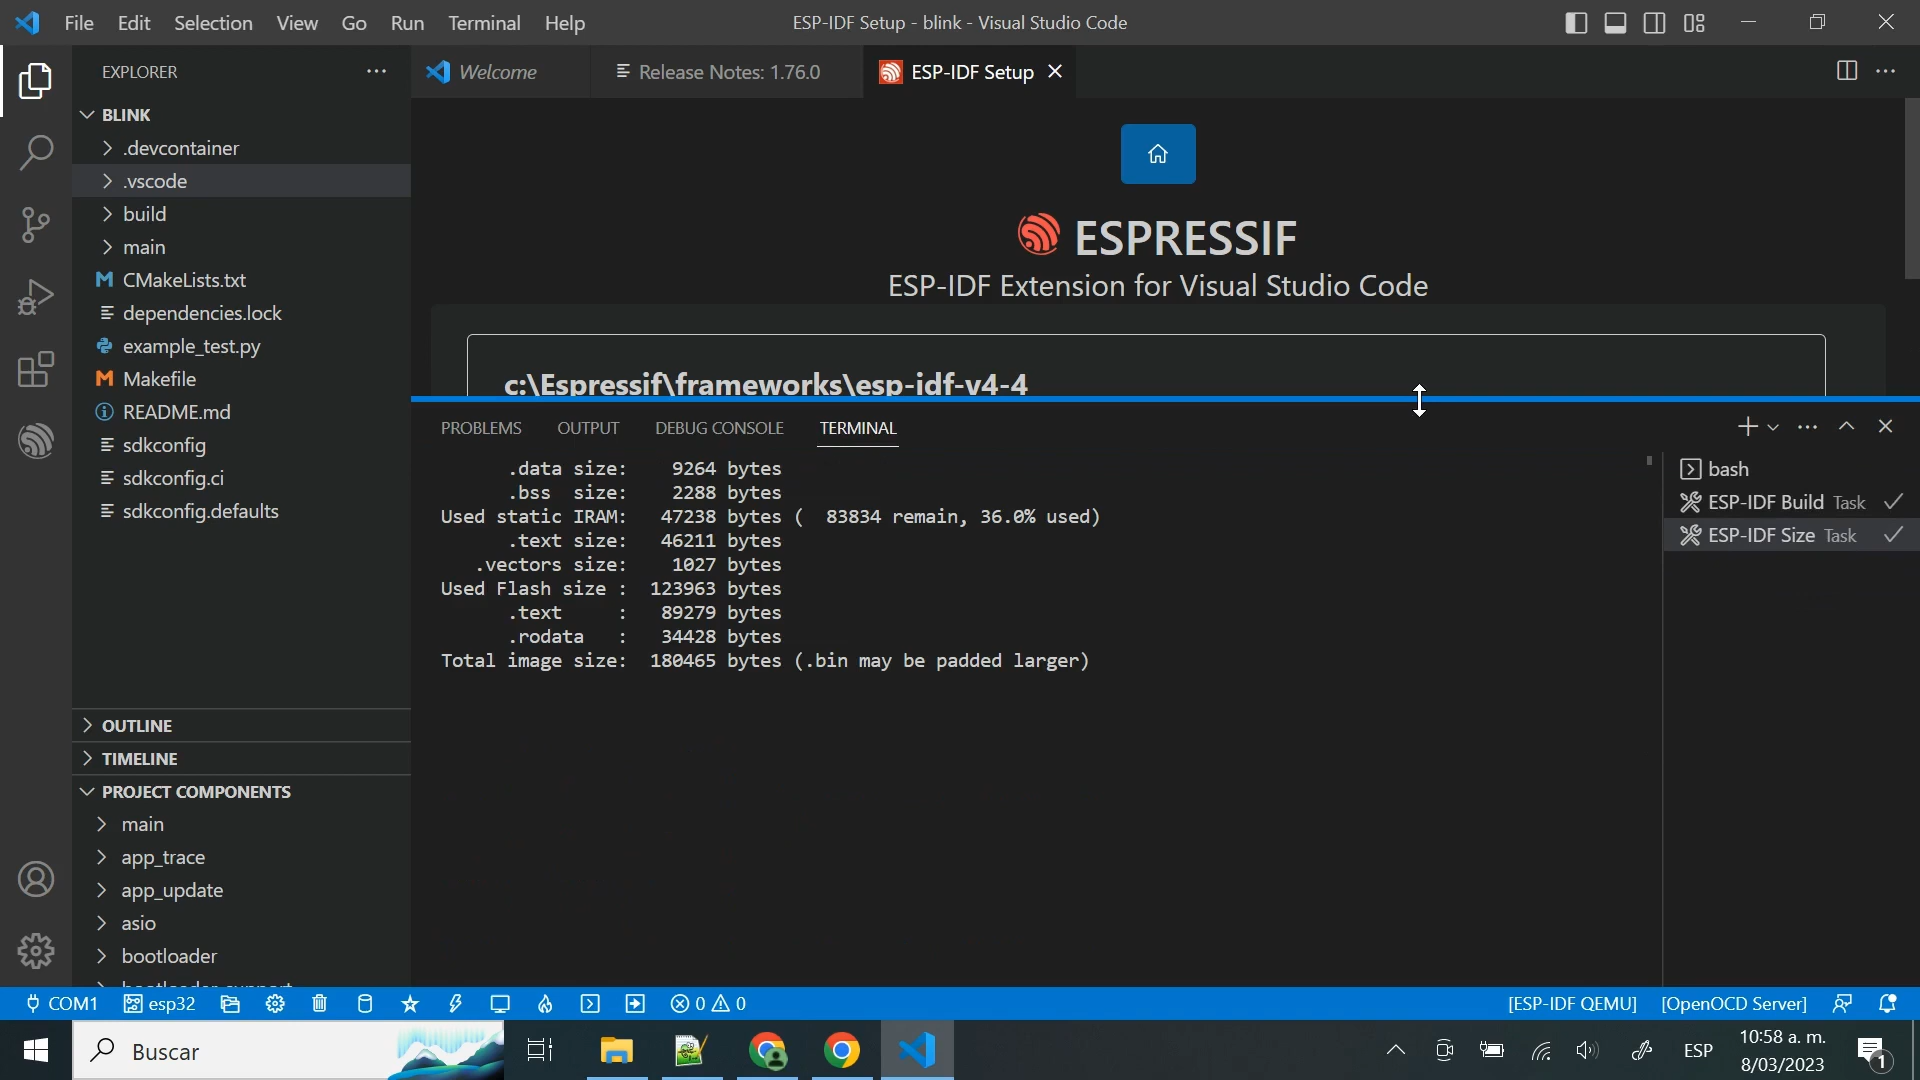 File Edit Selection View Go Run Terminal Help
ESP-IDF Setup - blink - Visual Studio Code
EXPLORER
BLINK
.devcontainer
.vscode
build
main
CMakeLists.txt
dependencies.lock
example_test.py
Makefile
README.md
sdkconfig
sdkconfig.ci
sdkconfig.defaults
OUTLINE
TIMELINE
PROJECT COMPONENTS
main
app_trace
app_update
asio
bootloader
Welcome
Release Notes: 1.76.0
ESP-IDF Setup
ESPRESSIF
ESP-IDF Extension for Visual Studio Code
c:\Espressif\frameworks\esp-idf-v4-4
PROBLEMS OUTPUT DEBUG CONSOLE TERMINAL
.data size: 9264 bytes
.bss size: 2288 bytes
Used static IRAM: 47238 bytes ( 83834 remain, 36.0% used)
.text size: 46211 bytes
.vectors size: 1027 bytes
Used Flash size : 123963 bytes
.text : 89279 bytes
.rodata : 34428 bytes
Total image size: 180465 bytes (.bin may be padded larger)
bash
ESP-IDF Build Task
ESP-IDF Size Task
COM1 esp32 0 0 [ESP-IDF QEMU] [OpenOCD Server]
Buscar
ESP
10:58 a. m.
8/03/2023
1